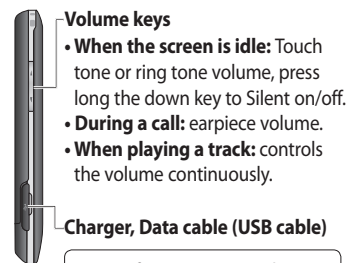 Volume keys
• When the screen is idle: Touch
tone or ring tone volume, press
long the down key to Silent on/off.
• During a call: earpiece volume.
• When playing a track: controls
the volume continuously.
Charger, Data cable (USB cable)